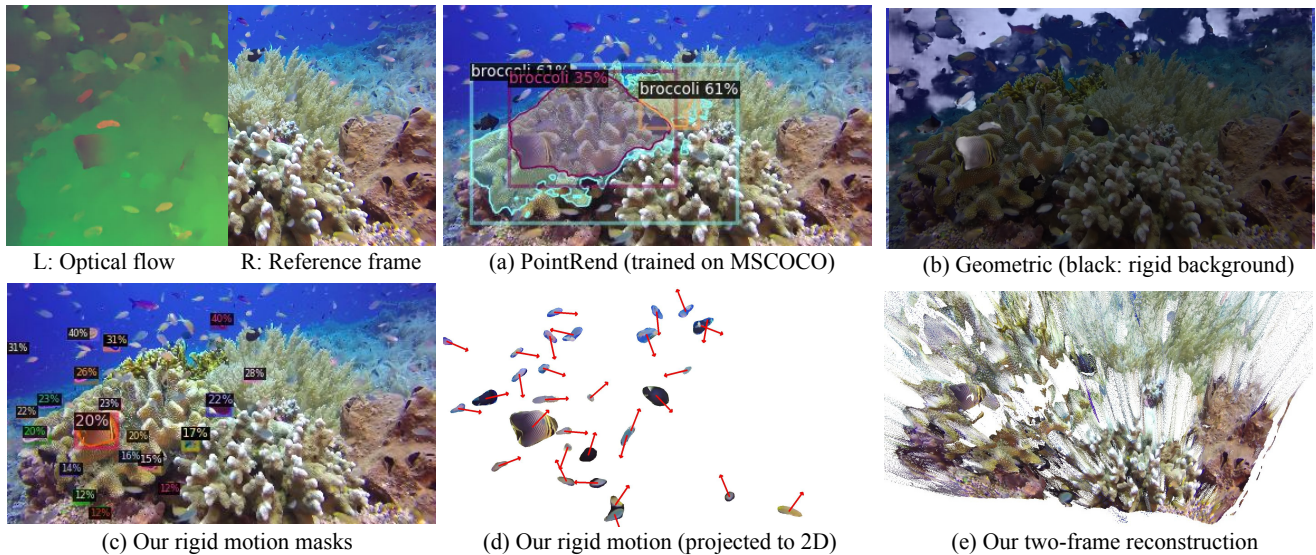 broccoli 61%
broccoli 35%
broccoli 61%
L: Optical flow
R: Reference frame
(a) PointRend (trained on MSCOCO)
(b) Geometric (black: rigid background)
40%
40%
31%
31%
26%
28%
23%
23%
22%
22%
20%
20%
20%
17%
16%
15%
14%
12%
12%
12%
(c) Our rigid motion masks
(d) Our rigid motion (projected to 2D)
(e) Our two-frame reconstruction